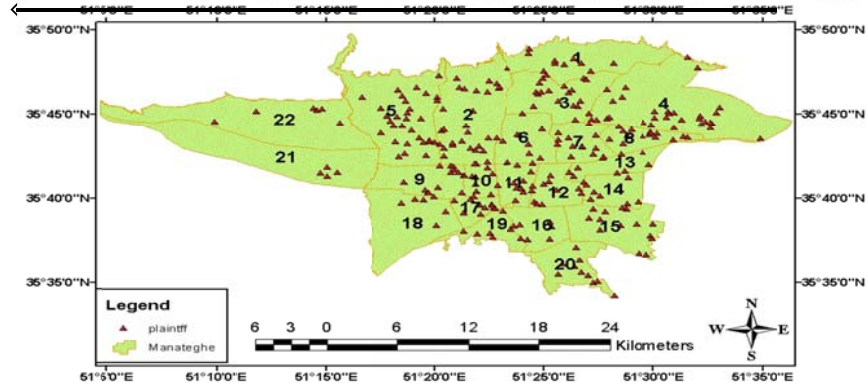 51°5'0"E 51°10'0"E 51°15'0"E 51°20'0"E 51°25'0"E 51°30'0"E 51°35'0"E
35°50'0"N 35°50'0"N
1
3 4
35°45'0"N 5 2 35°45'0"N
22
6 7 8
21 13
9 10 11 12 14
35°40'0"N 35°40'0"N
17
18 19 16 15
20
35°35'0"N 35°35'0"N
Legend
plaintff
Manateghe
6 3 0 6 12 18 24
Kilometers
N
W E
S
51°5'0"E 51°10'0"E 51°15'0"E 51°20'0"E 51°25'0"E 51°30'0"E 51°35'0"E